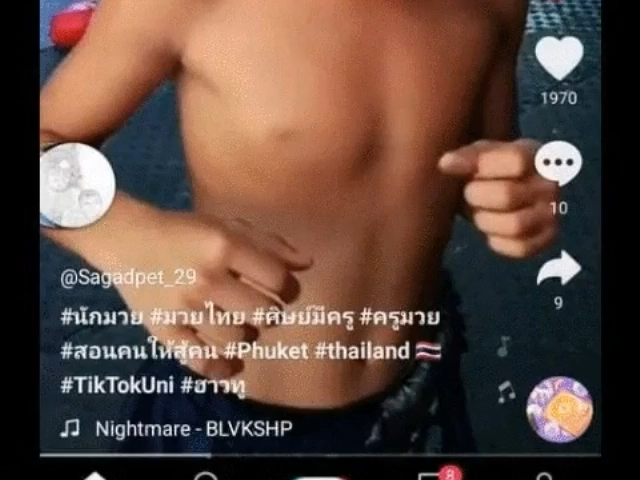 1970
10
9
@Sagadpet_29
#นักมวย #มวยไทย #ศิษย์มีครู #ครูมวย
#สอนคนให้สู้คน #Phuket #thailand 🇹🇭
#TikTokUni #ฮาวทู
Nightmare - BLVKSHP
8